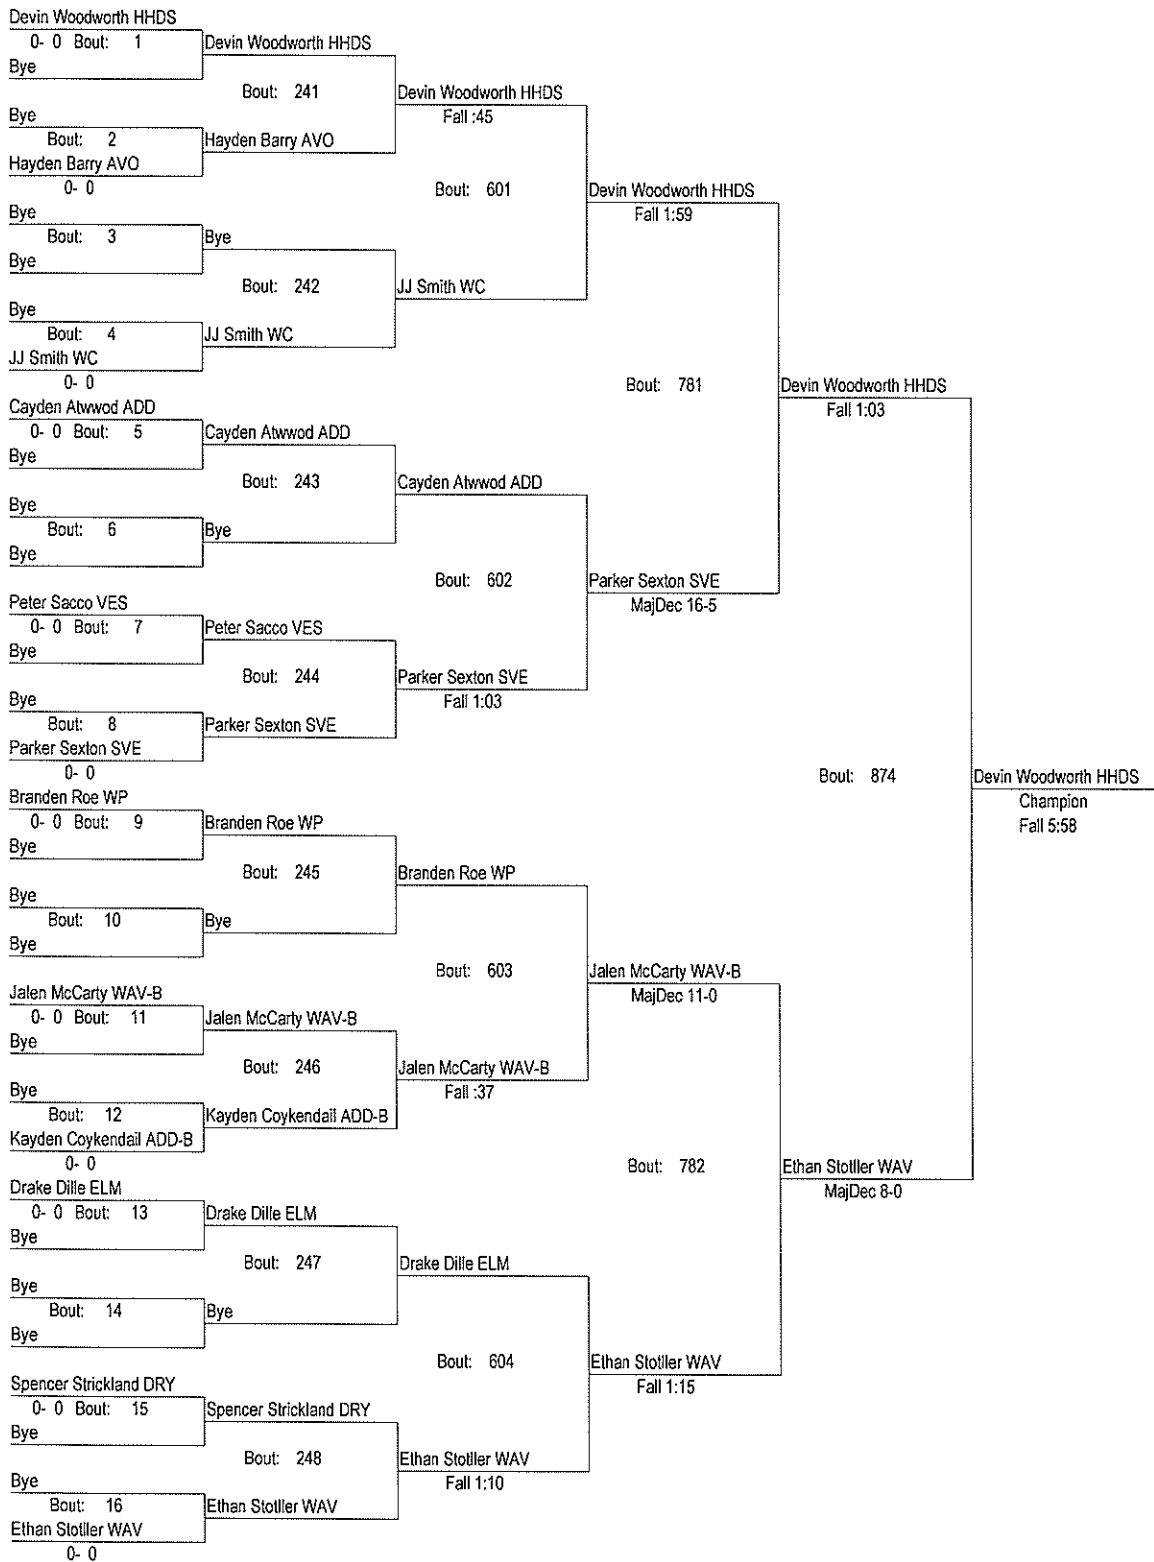 Devin Woodworth HHDS
0- 0 Bout: 1
Bye
Devin Woodworth HHDS
Bout: 241
Bye
Bout: 2
Hayden Barry AVO
0- 0
Hayden Barry AVO
Devin Woodworth HHDS
Fall :45
Bout: 601
Bye
Bout: 3
Bye
Bye
Bout: 242
Bye
Bout: 4
JJ Smith WC
0- 0
JJ Smith WC
JJ Smith WC
Devin Woodworth HHDS
Fall 1:59
Bout: 781
Cayden Atwwod ADD
0- 0 Bout: 5
Bye
Cayden Atwwod ADD
Bout: 243
Bye
Bout: 6
Bye
Bye
Cayden Atwwod ADD
Bout: 602
Peter Sacco VES
0- 0 Bout: 7
Bye
Peter Sacco VES
Bout: 244
Bye
Bout: 8
Parker Sexton SVE
0- 0
Parker Sexton SVE
Parker Sexton SVE
Fall 1:03
Parker Sexton SVE
MajDec 16-5
Devin Woodworth HHDS
Fall 1:03
Bout: 874
Devin Woodworth HHDS
Champion
Fall 5:58
Branden Roe WP
0- 0 Bout: 9
Bye
Branden Roe WP
Bout: 245
Bye
Bout: 10
Bye
Bye
Branden Roe WP
Bout: 603
Jalen McCarty WAV-B
0- 0 Bout: 11
Bye
Jalen McCarty WAV-B
Bout: 246
Bye
Bout: 12
Kayden Coykendail ADD-B
0- 0
Kayden Coykendail ADD-B
Jalen McCarty WAV-B
Fall :37
Jalen McCarty WAV-B
MajDec 11-0
Bout: 782
Drake Dille ELM
0- 0 Bout: 13
Bye
Drake Dille ELM
Bout: 247
Bye
Bout: 14
Bye
Bye
Drake Dille ELM
Bout: 604
Spencer Strickland DRY
0- 0 Bout: 15
Bye
Spencer Strickland DRY
Bout: 248
Bye
Bout: 16
Ethan Stotller WAV
0- 0
Ethan Stotller WAV
Ethan Stotller WAV
Fall 1:10
Ethan Stotller WAV
Fall 1:15
Ethan Stotller WAV
MajDec 8-0